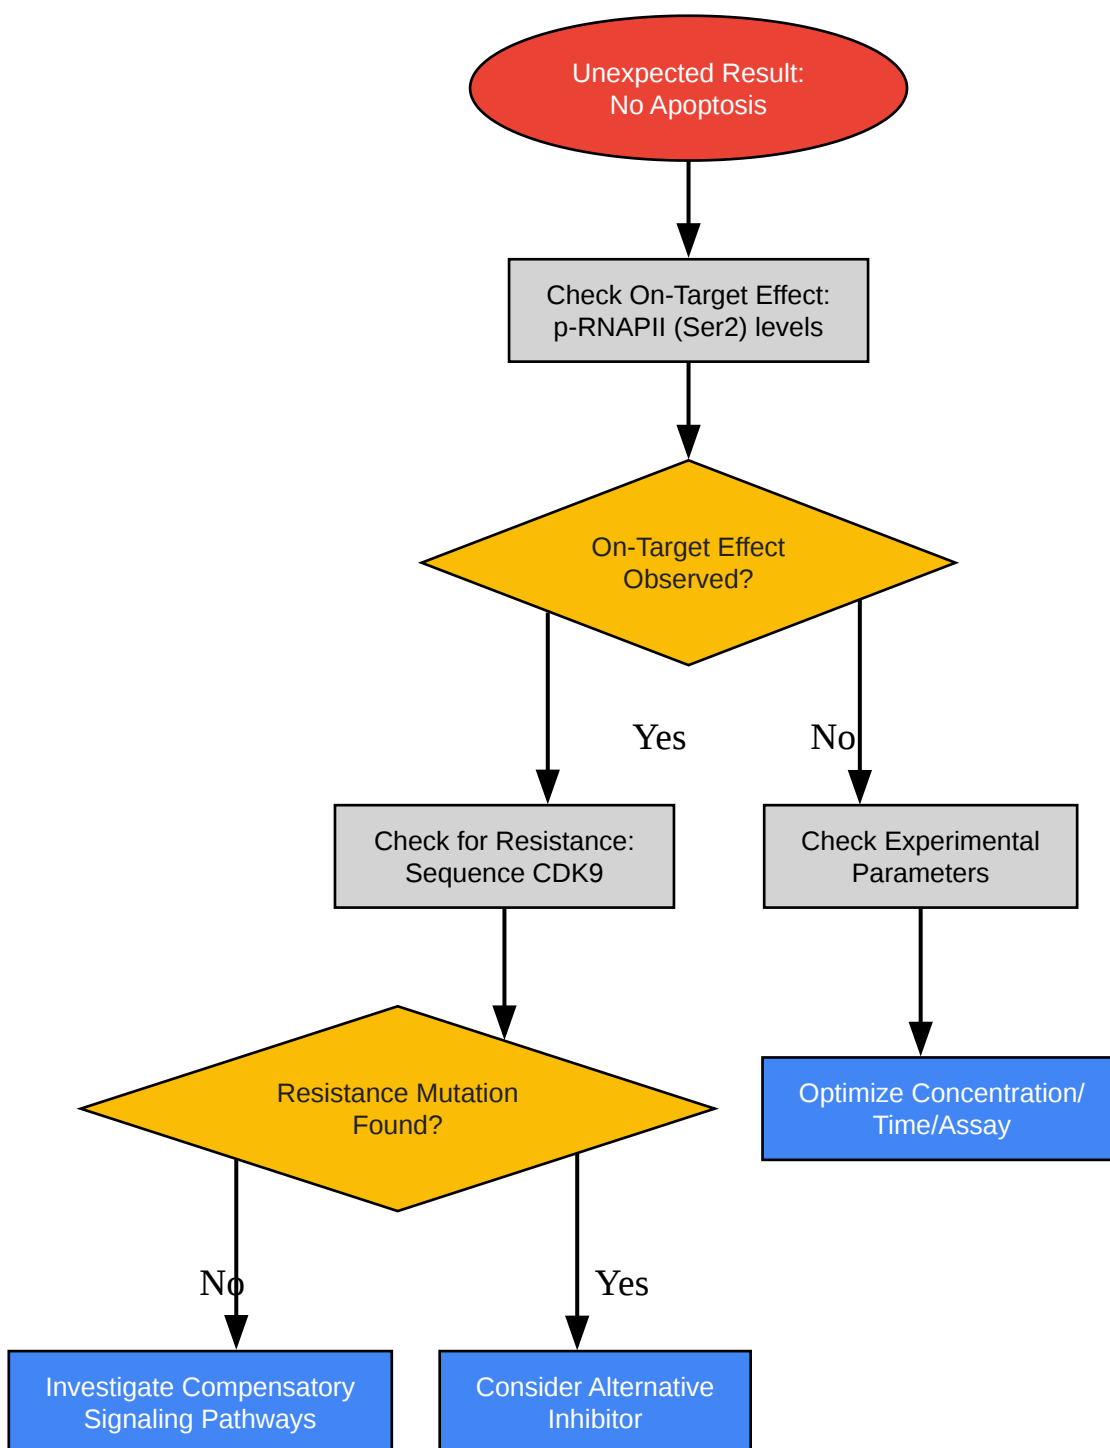 Unexpected Result:
No Apoptosis
Check On-Target Effect:
p-RNAPII (Ser2) levels
On-Target Effect
Observed?
Yes
No
Check for Resistance:
Sequence CDK9
Check Experimental
Parameters
Resistance Mutation
Found?
Optimize Concentration/
Time/Assay
No
Yes
Investigate Compensatory
Signaling Pathways
Consider Alternative
Inhibitor